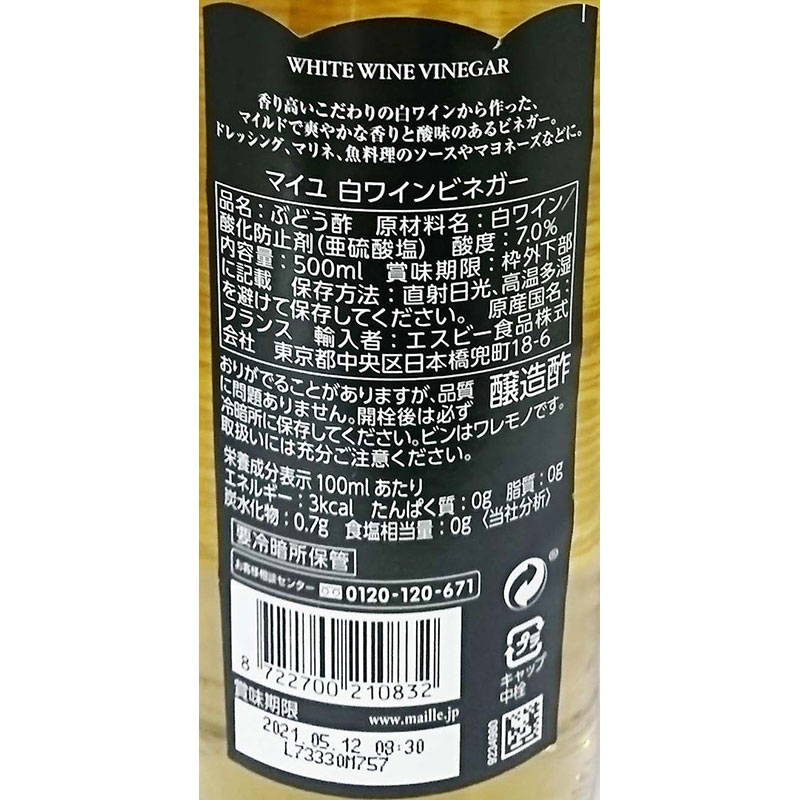 WHITE WINE VINEGAR
香り高いこだわりの白ワインから作った、
マイルドで爽やかな香りと酸味のあるビネガー。
ドレッシング、マリネ、魚料理のソースやマヨネーズなどに。
マイユ 白ワインビネガー
品名：ぶどう酢 原材料名：白ワイン／
酸化防止剤（亜硫酸塩） 酸度：7.0%
内容量：500ml 賞味期限：枠外下部
に記載 保存方法：直射日光、高温多湿
を避けて保存してください。 原産国名：
フランス 輸入者：エスビー食品株式
会社 東京都中央区日本橋兜町18-6
おりがでることがありますが、品質
に問題ありません。開栓後は必ず
醸造酢
冷暗所に保存してください。ビンはワレモノです。
取扱いには充分ご注意ください。
栄養成分表示 100mlあたり
エネルギー：3kcal たんぱく質：0g 脂質：0g
炭水化物：0.7g 食塩相当量：0g〈当社分析〉
要冷暗所保管
お客様相談センター 0120-120-671
8 722700 210832
プラ
キャップ
中栓
賞味期限
www.maille.jp
2021.05.12 08:30
L73330M757